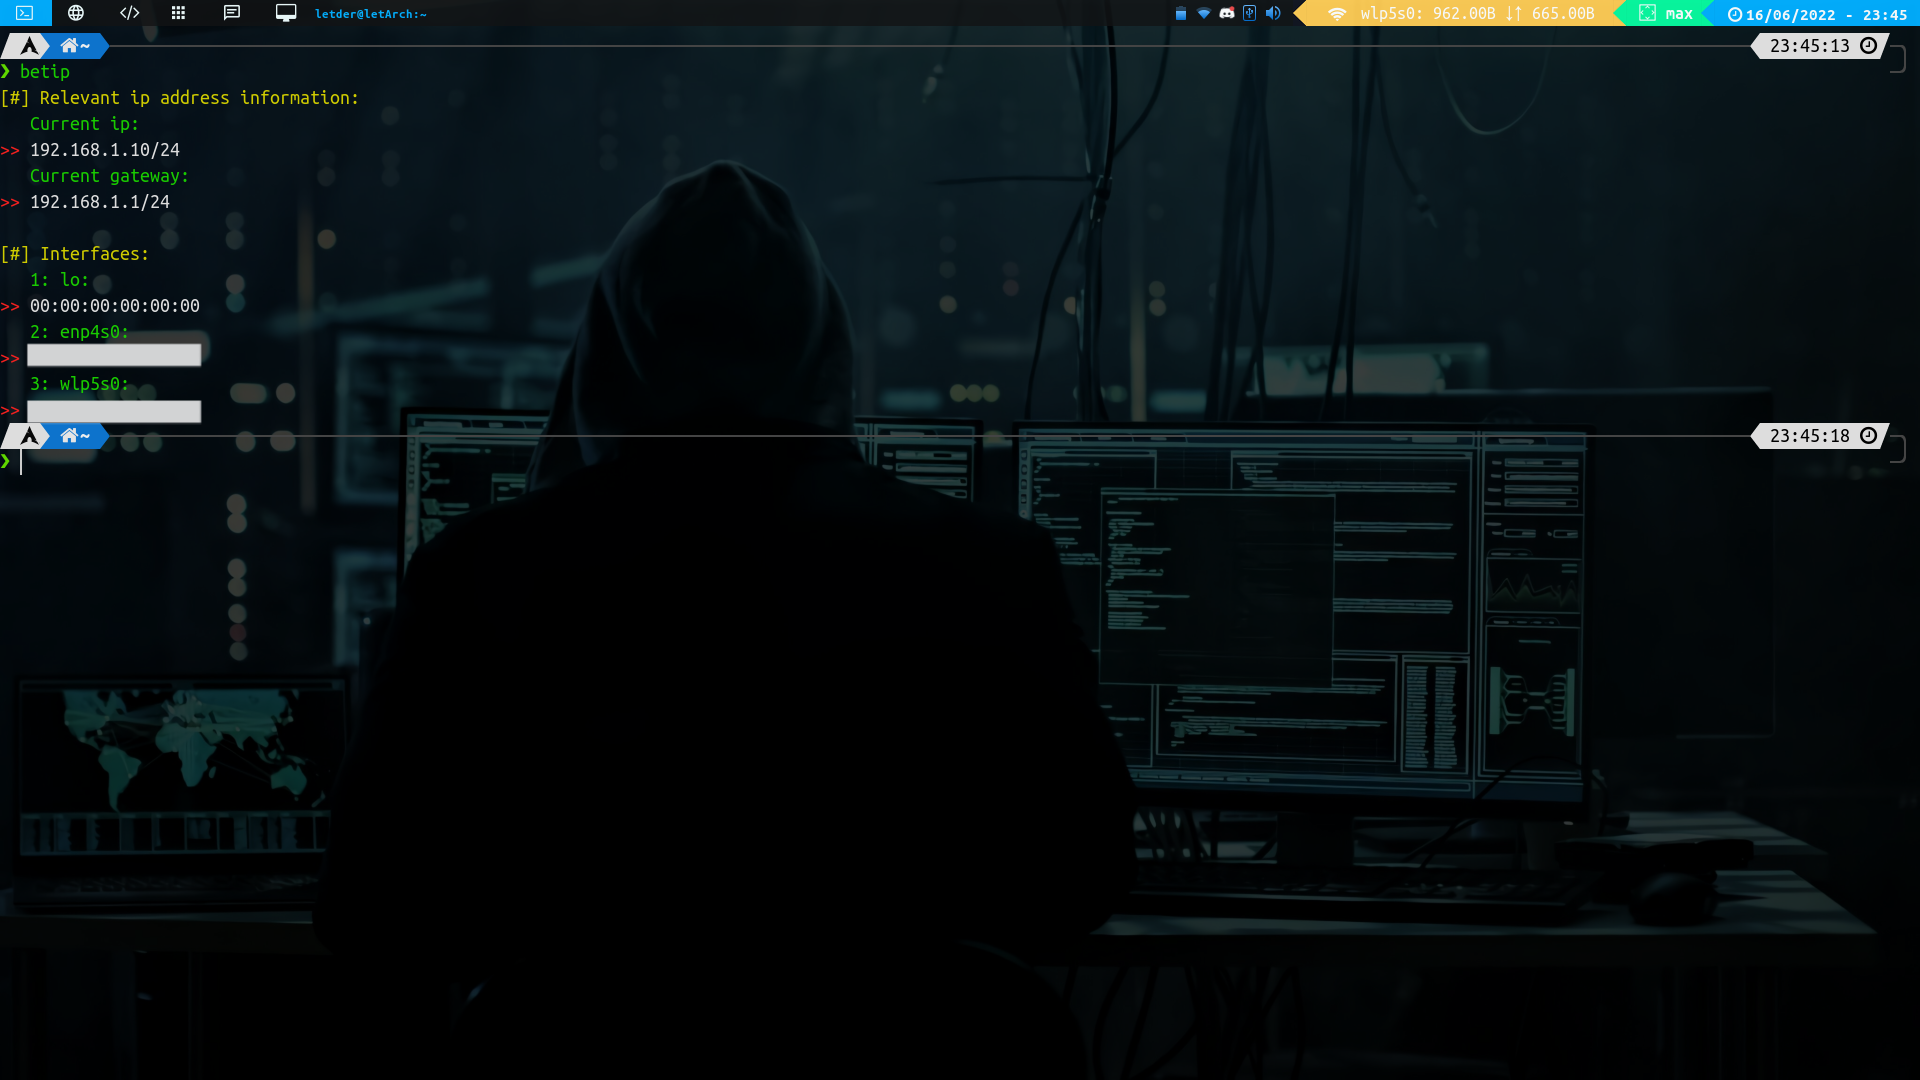 letder@letArch:~
wlp5s0: 962.00B ↓↑ 665.00B
max
16/06/2022 - 23:45
~
23:45:13
❯ betip
[#] Relevant ip address information:
Current ip:
>> 192.168.1.10/24
Current gateway:
>> 192.168.1.1/24
[#] Interfaces:
1: lo:
>> 00:00:00:00:00:00
2: enp4s0:
>>
3: wlp5s0:
>>
~
23:45:18
❯